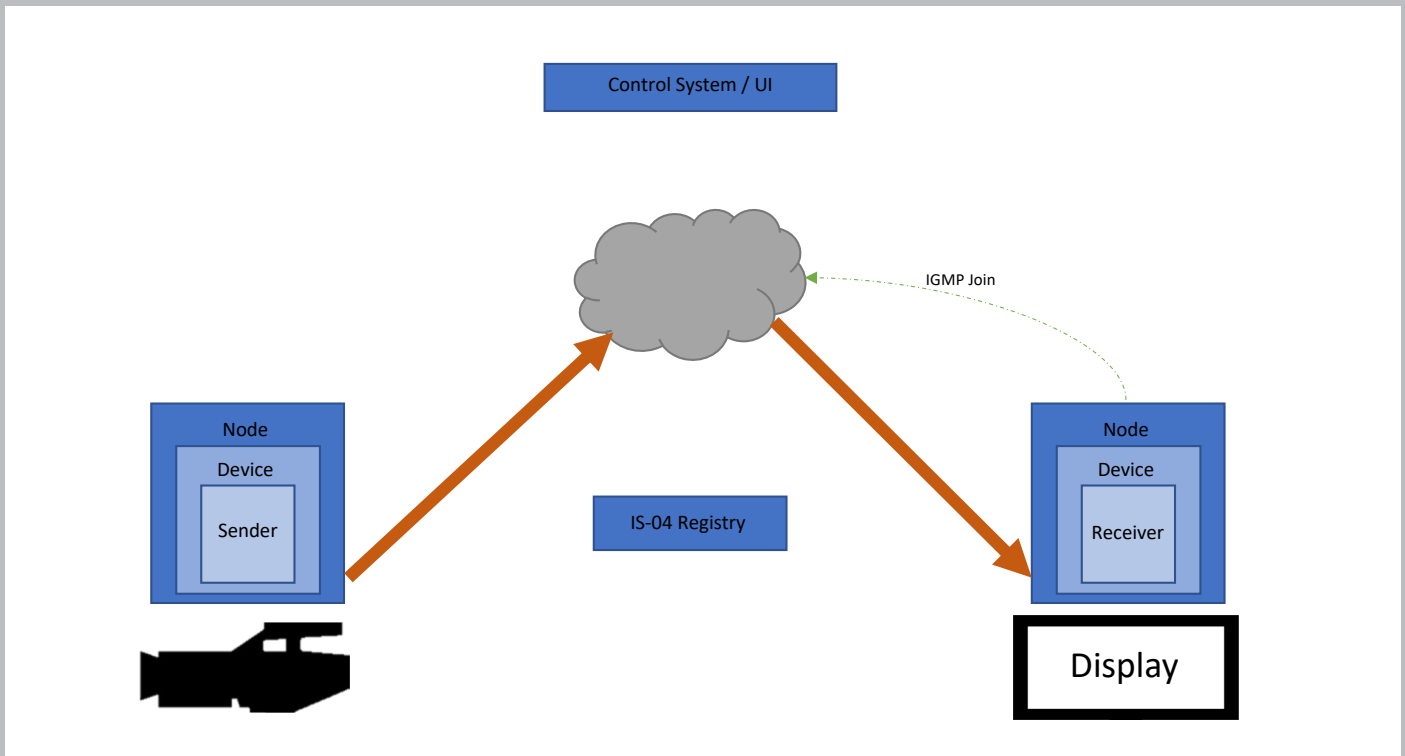 Control System / UI
IGMP Join
Node
Device
Sender
IS-04 Registry
Node
Device
Receiver
Display